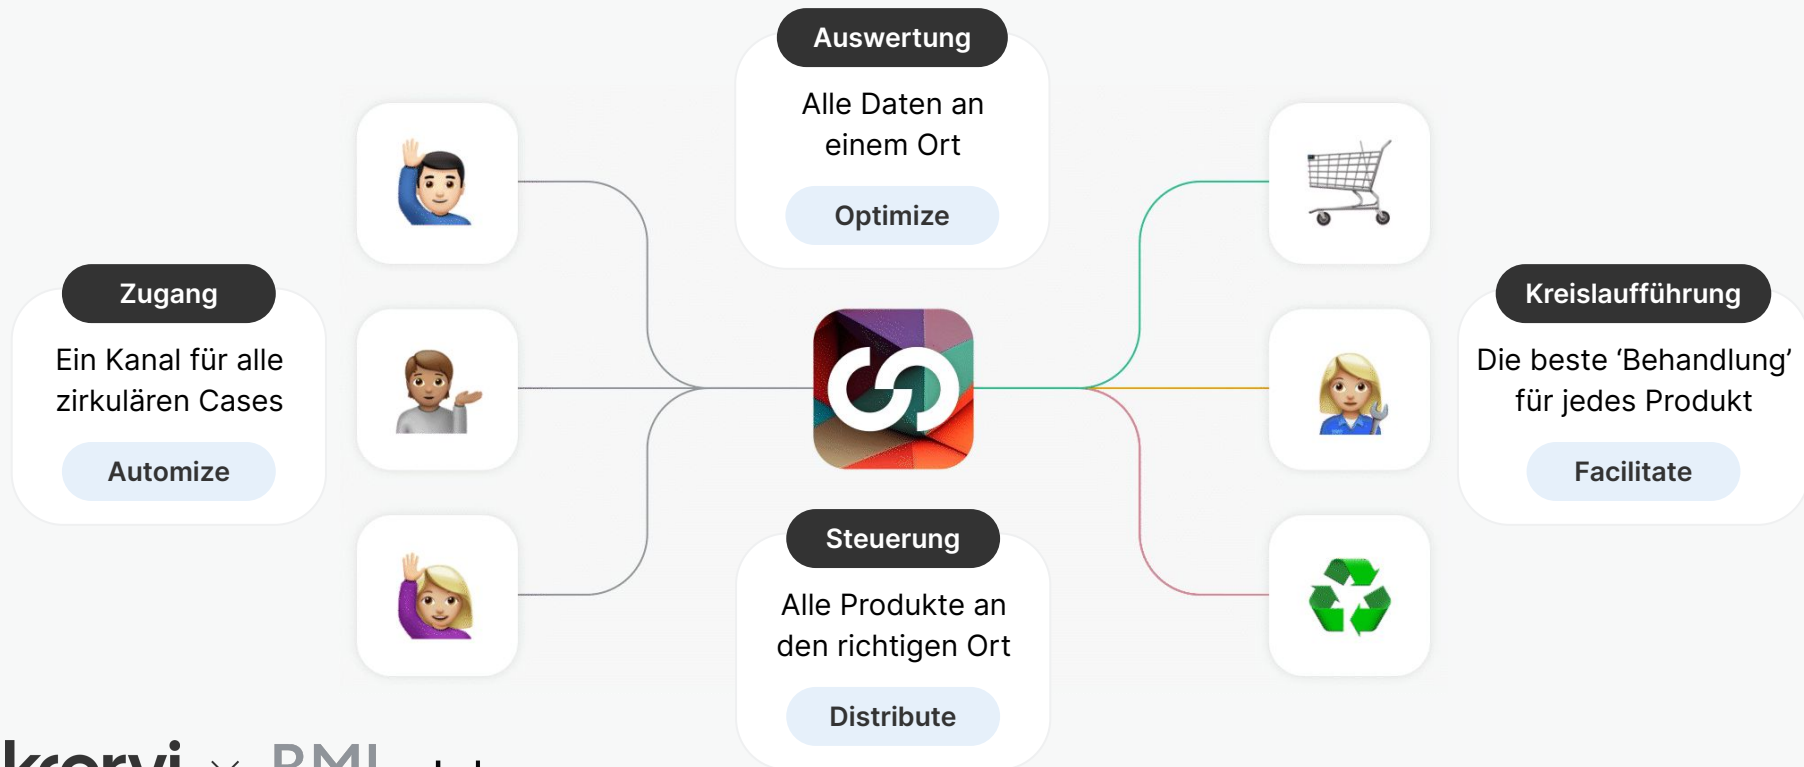 Auswertung
Alle Daten an
einem Ort
Optimize
Zugang
Ein Kanal für alle
zirkulären Cases
Automize
Kreislaufführung
Die beste ‘Behandlung’
für jedes Produkt
Facilitate
Steuerung
Alle Produkte an
den richtigen Ort
Distribute